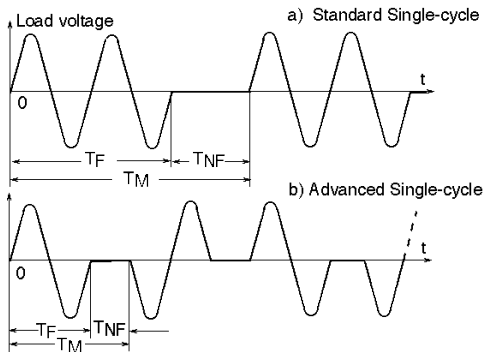 a) Standard Single-cycle
Load voltage
t
0
TF
TNF
TM
b) Advanced Single-cycle
t
0
TF
TNF
TM